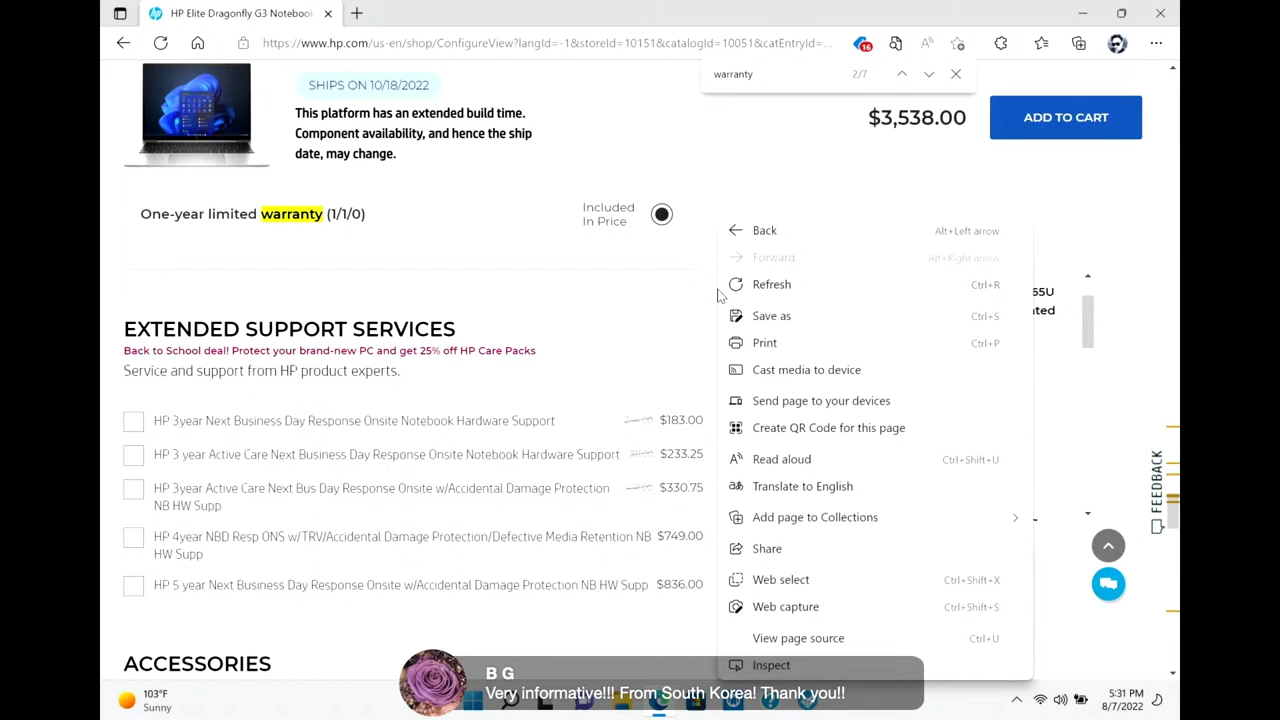 HP Elite Dragonfly G3 Notebook
https://www.hp.com/us-en/shop/ConfigureView?langId=-1&storeId=10151&catalogId=10051&catEntryId=...
16
warranty 2/7
SHIPS ON 10/18/2022
This platform has an extended build time.
Component availability, and hence the ship
date, may change.
$3,538.00
ADD TO CART
One-year limited warranty (1/1/0)
Included
In Price
EXTENDED SUPPORT SERVICES
Back to School deal! Protect your brand-new PC and get 25% off HP Care Packs
Service and support from HP product experts.
HP 3year Next Business Day Response Onsite Notebook Hardware Support $183.00
HP 3 year Active Care Next Business Day Response Onsite Notebook Hardware Support $233.25
HP 3year Active Care Next Bus Day Response Onsite w/Accidental Damage Protection $330.75
NB HW Supp
HP 4year NBD Resp ONS w/TRV/Accidental Damage Protection/Defective Media Retention NB $749.00
HW Supp
HP 5 year Next Business Day Response Onsite w/Accidental Damage Protection NB HW Supp $836.00
ACCESSORIES
Back Alt+Left arrow
Forward Alt+Right arrow
Refresh Ctrl+R
Save as Ctrl+S
Print Ctrl+P
Cast media to device
Send page to your devices
Create QR Code for this page
Read aloud Ctrl+Shift+U
Translate to English
Add page to Collections
Share
Web select Ctrl+Shift+X
Web capture Ctrl+Shift+S
View page source Ctrl+U
Inspect
65U
ted
FEEDBACK
B G
Very informative!!! From South Korea! Thank you!!
103°F
Sunny
5:31 PM
8/7/2022